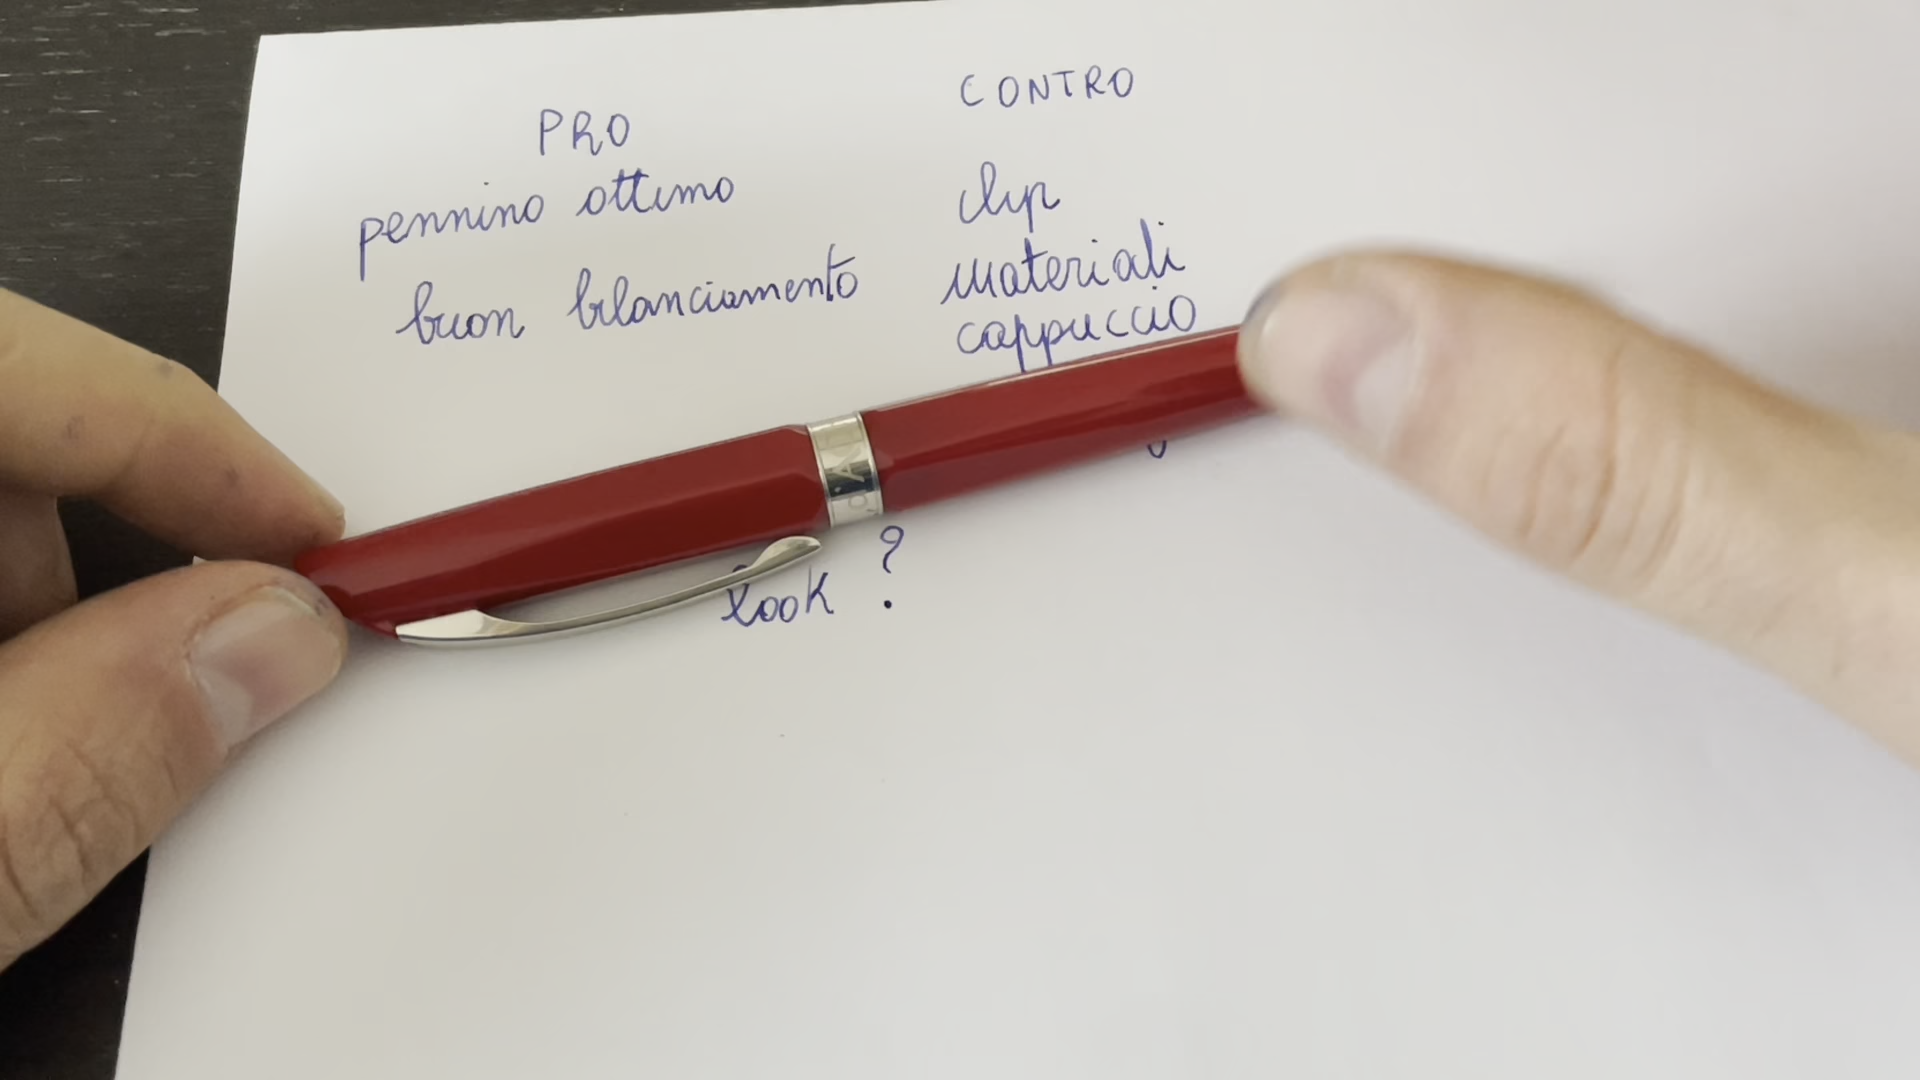 PRO
pennino ottimo
buon bilanciamento
CONTRO
clip
materiali
cappuccio
look ?